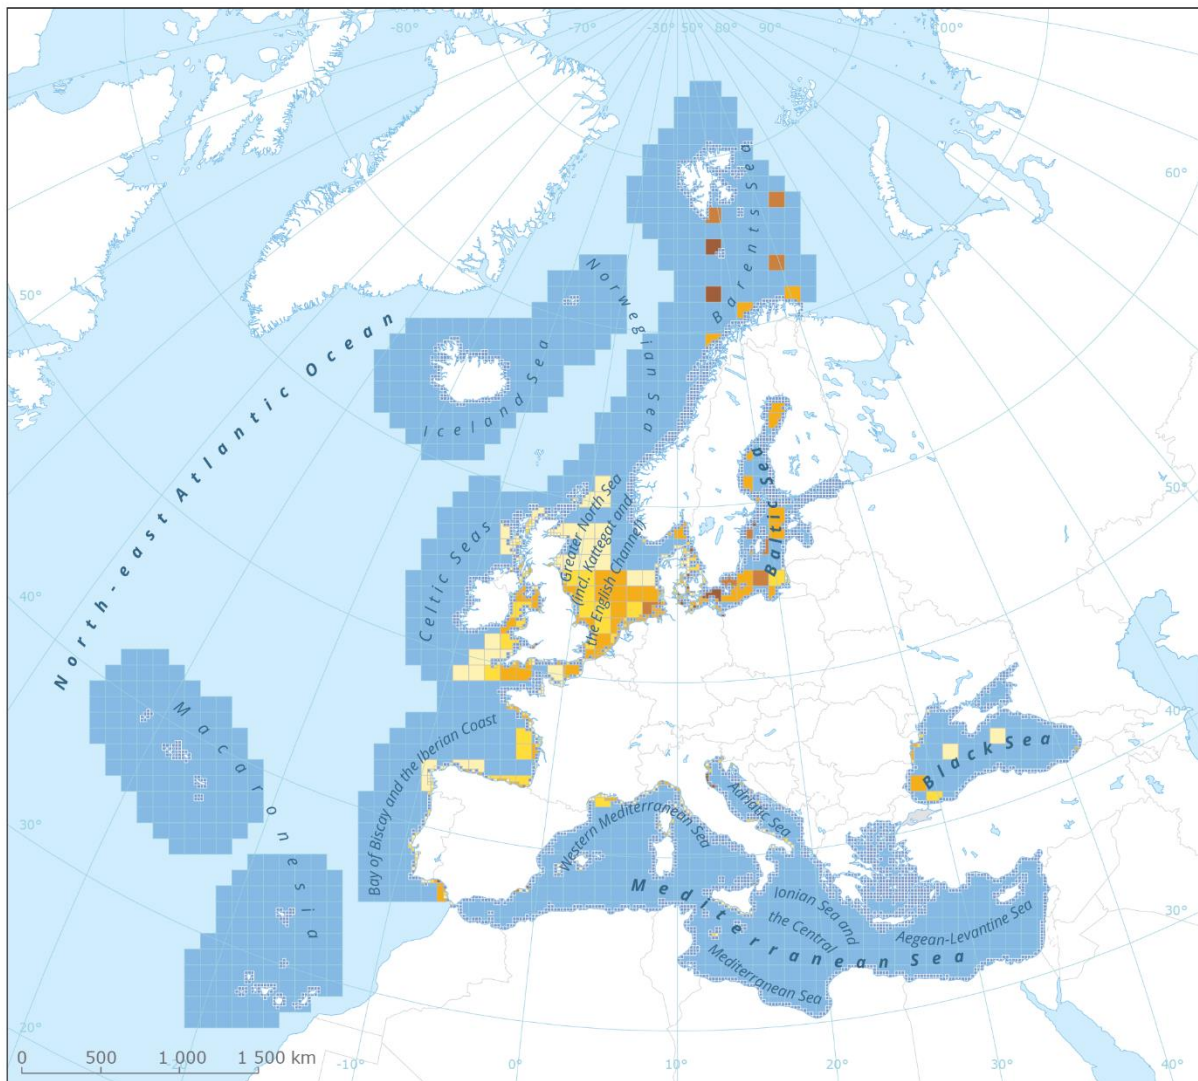 -80°
-70°
-30°
50°
80°
90°
100°
60°
50°
50°
40°
40°
30°
30°
20°
North-east Atlantic Ocean
Barents Sea
Norwegian Sea
Iceland Sea
Celtic Seas
Greater North Sea
(incl. Kattegat and
the English Channel)
Baltic Sea
Macaronesia
Bay of Biscay and the Iberian Coast
Black Sea
Adriatic Sea
Western Mediterranean Sea
Mediterranean Sea
Ionian Sea and
the Central
Mediterranean Sea
Aegean-Levantine Sea
0 500 1 000 1 500 km
-10°
0°
10°
20°
30°
40°